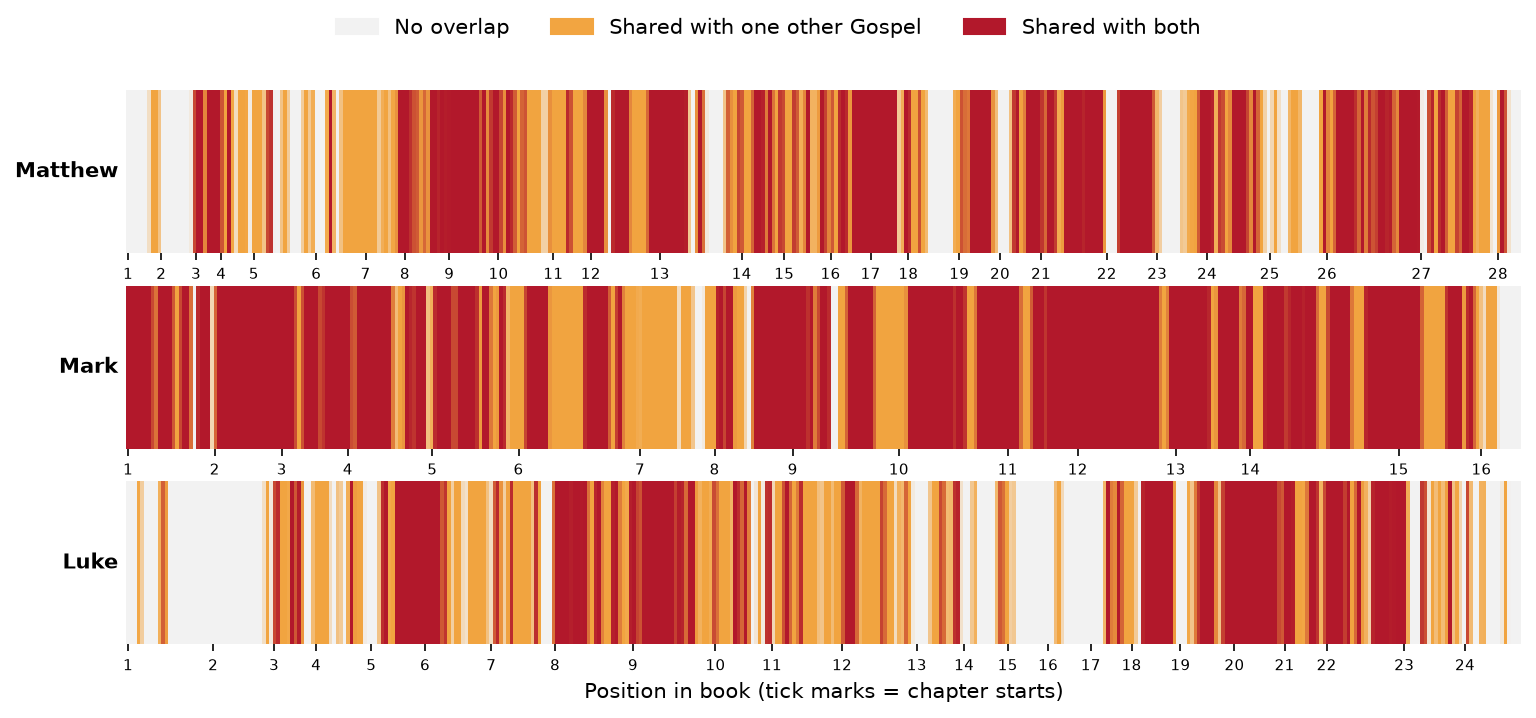 No overlap Shared with one other Gospel Shared with both
Matthew
1 2 3 4 5 6 7 8 9 10 11 12 13 14 15 16 17 18 19 20 21 22 23 24 25 26 27 28
Mark
1 2 3 4 5 6 7 8 9 10 11 12 13 14 15 16
Luke
1 2 3 4 5 6 7 8 9 10 11 12 13 14 15 16 17 18 19 20 21 22 23 24
Position in book (tick marks = chapter starts)